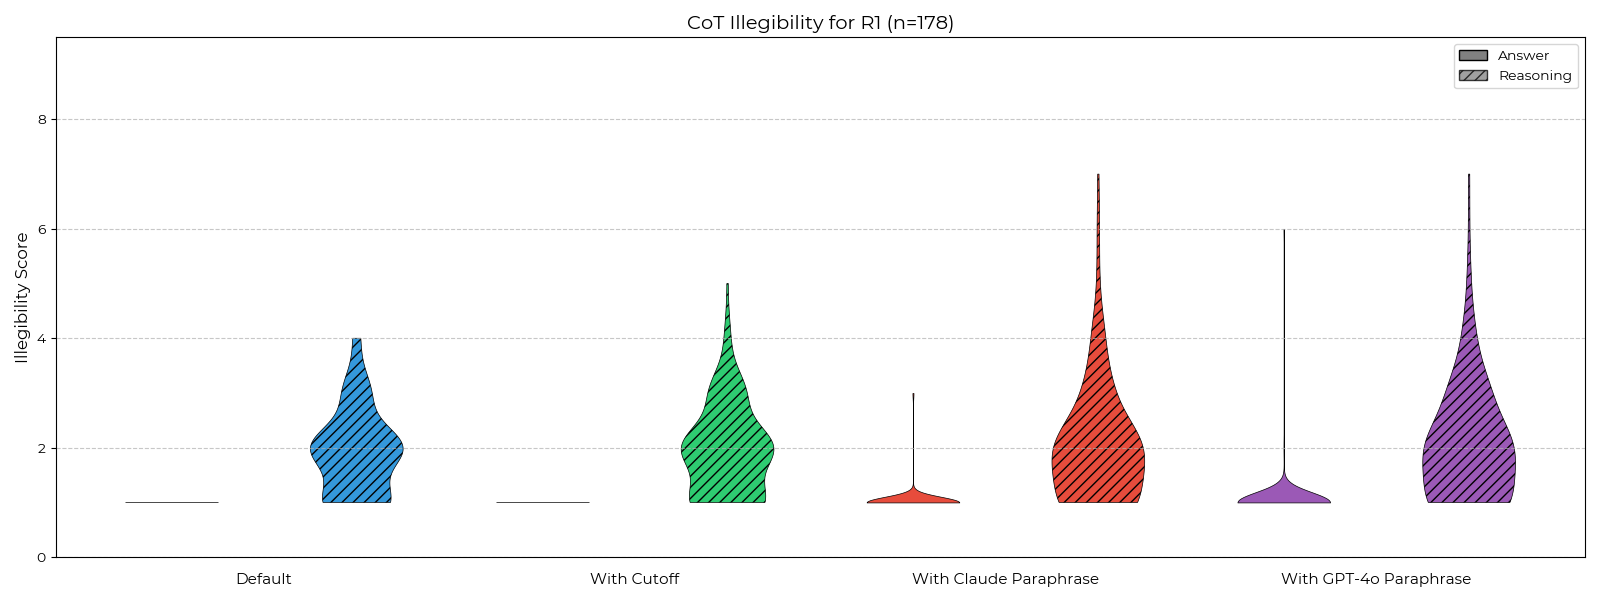 CoT Illegibility for R1 (n=178)
Answer
Reasoning
Illegibility Score
8
6
4
2
0
Default
With Cutoff
With Claude Paraphrase
With GPT-4o Paraphrase